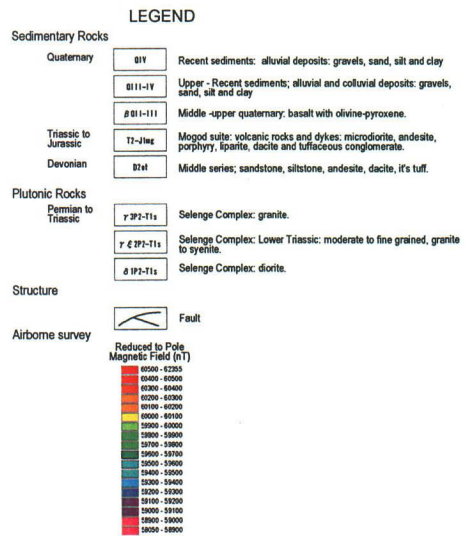 LEGEND
Sedimentary Rocks
Quaternary
QIV
Recent sediments: alluvial deposits: gravels, sand, silt and clay
QIII-IV
Upper - Recent sediments; alluvial and colluvial deposits: gravels,
sand, silt and clay
βQII-III
Middle -upper quaternary: basalt with olivine-pyroxene.
Triassic to
Jurassic
T2-J1mg
Mogod suite: volcanic rocks and dykes: microdiorite, andesite,
porphyry, liparite, dacite and tuffaceous conglomerate.
Devonian
D2ot
Middle series; sandstone, siltstone, andesite, dacite, it's tuff.
Plutonic Rocks
Permian to
Triassic
γ3P2-T1s
Selenge Complex: granite.
γξ2P2-T1s
Selenge Complex: Lower Triassic: moderate to fine grained, granite
to syenite.
δ1P2-T1s
Selenge Complex: diorite.
Structure
Fault
Airborne survey
Reduced to Pole
Magnetic Field (nT)
60500 - 62355
60400 - 60500
60300 - 60400
60200 - 60300
60100 - 60200
60000 - 60100
59900 - 60000
59800 - 59900
59700 - 59800
59600 - 59700
59500 - 59600
59400 - 59500
59300 - 59400
59200 - 59300
59100 - 59200
59000 - 59100
58900 - 59000
58050 - 58900